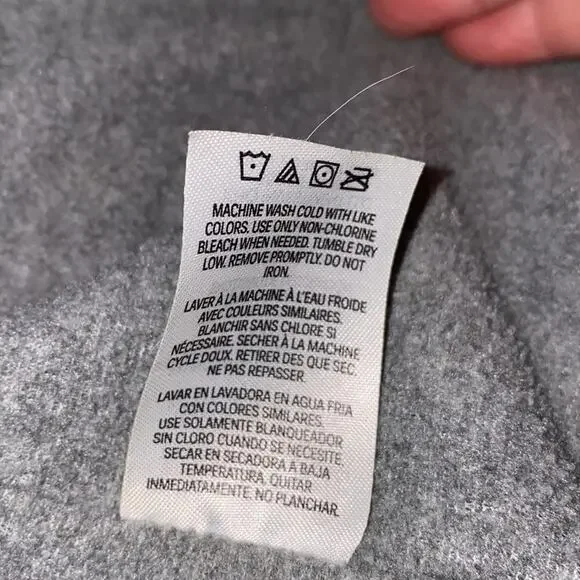 MACHINE WASH COLD WITH LIKE
COLORS. USE ONLY NON-CHLORINE
BLEACH WHEN NEEDED. TUMBLE DRY
LOW. REMOVE PROMPTLY. DO NOT
IRON.
LAVER À LA MACHINE À L'EAU FROIDE
AVEC COULEURS SIMILAIRES.
BLANCHIR SANS CHLORE SI
NÉCESSAIRE. SECHER À LA MACHINE
CYCLE DOUX. RETIRER DES QUE SEC.
NE PAS REPASSER.
LAVAR EN LAVADORA EN AGUA FRIA
CON COLORES SIMILARES.
USE SOLAMENTE BLANQUEADOR
SIN CLORO CUANDO SE NECESITE.
SECAR EN SECADORA A BAJA
TEMPERATURA. QUITAR
INMEDIATAMENTE. NO PLANCHAR.